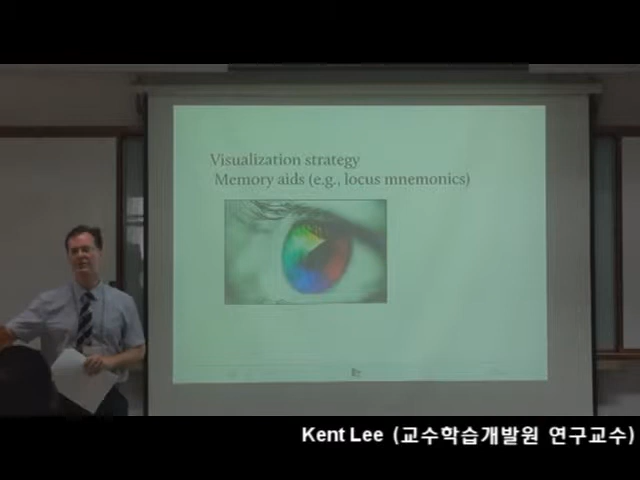 Visualization strategy
Memory aids (e.g., locus mnemonics)
Kent Lee (교수학습개발원 연구교수)